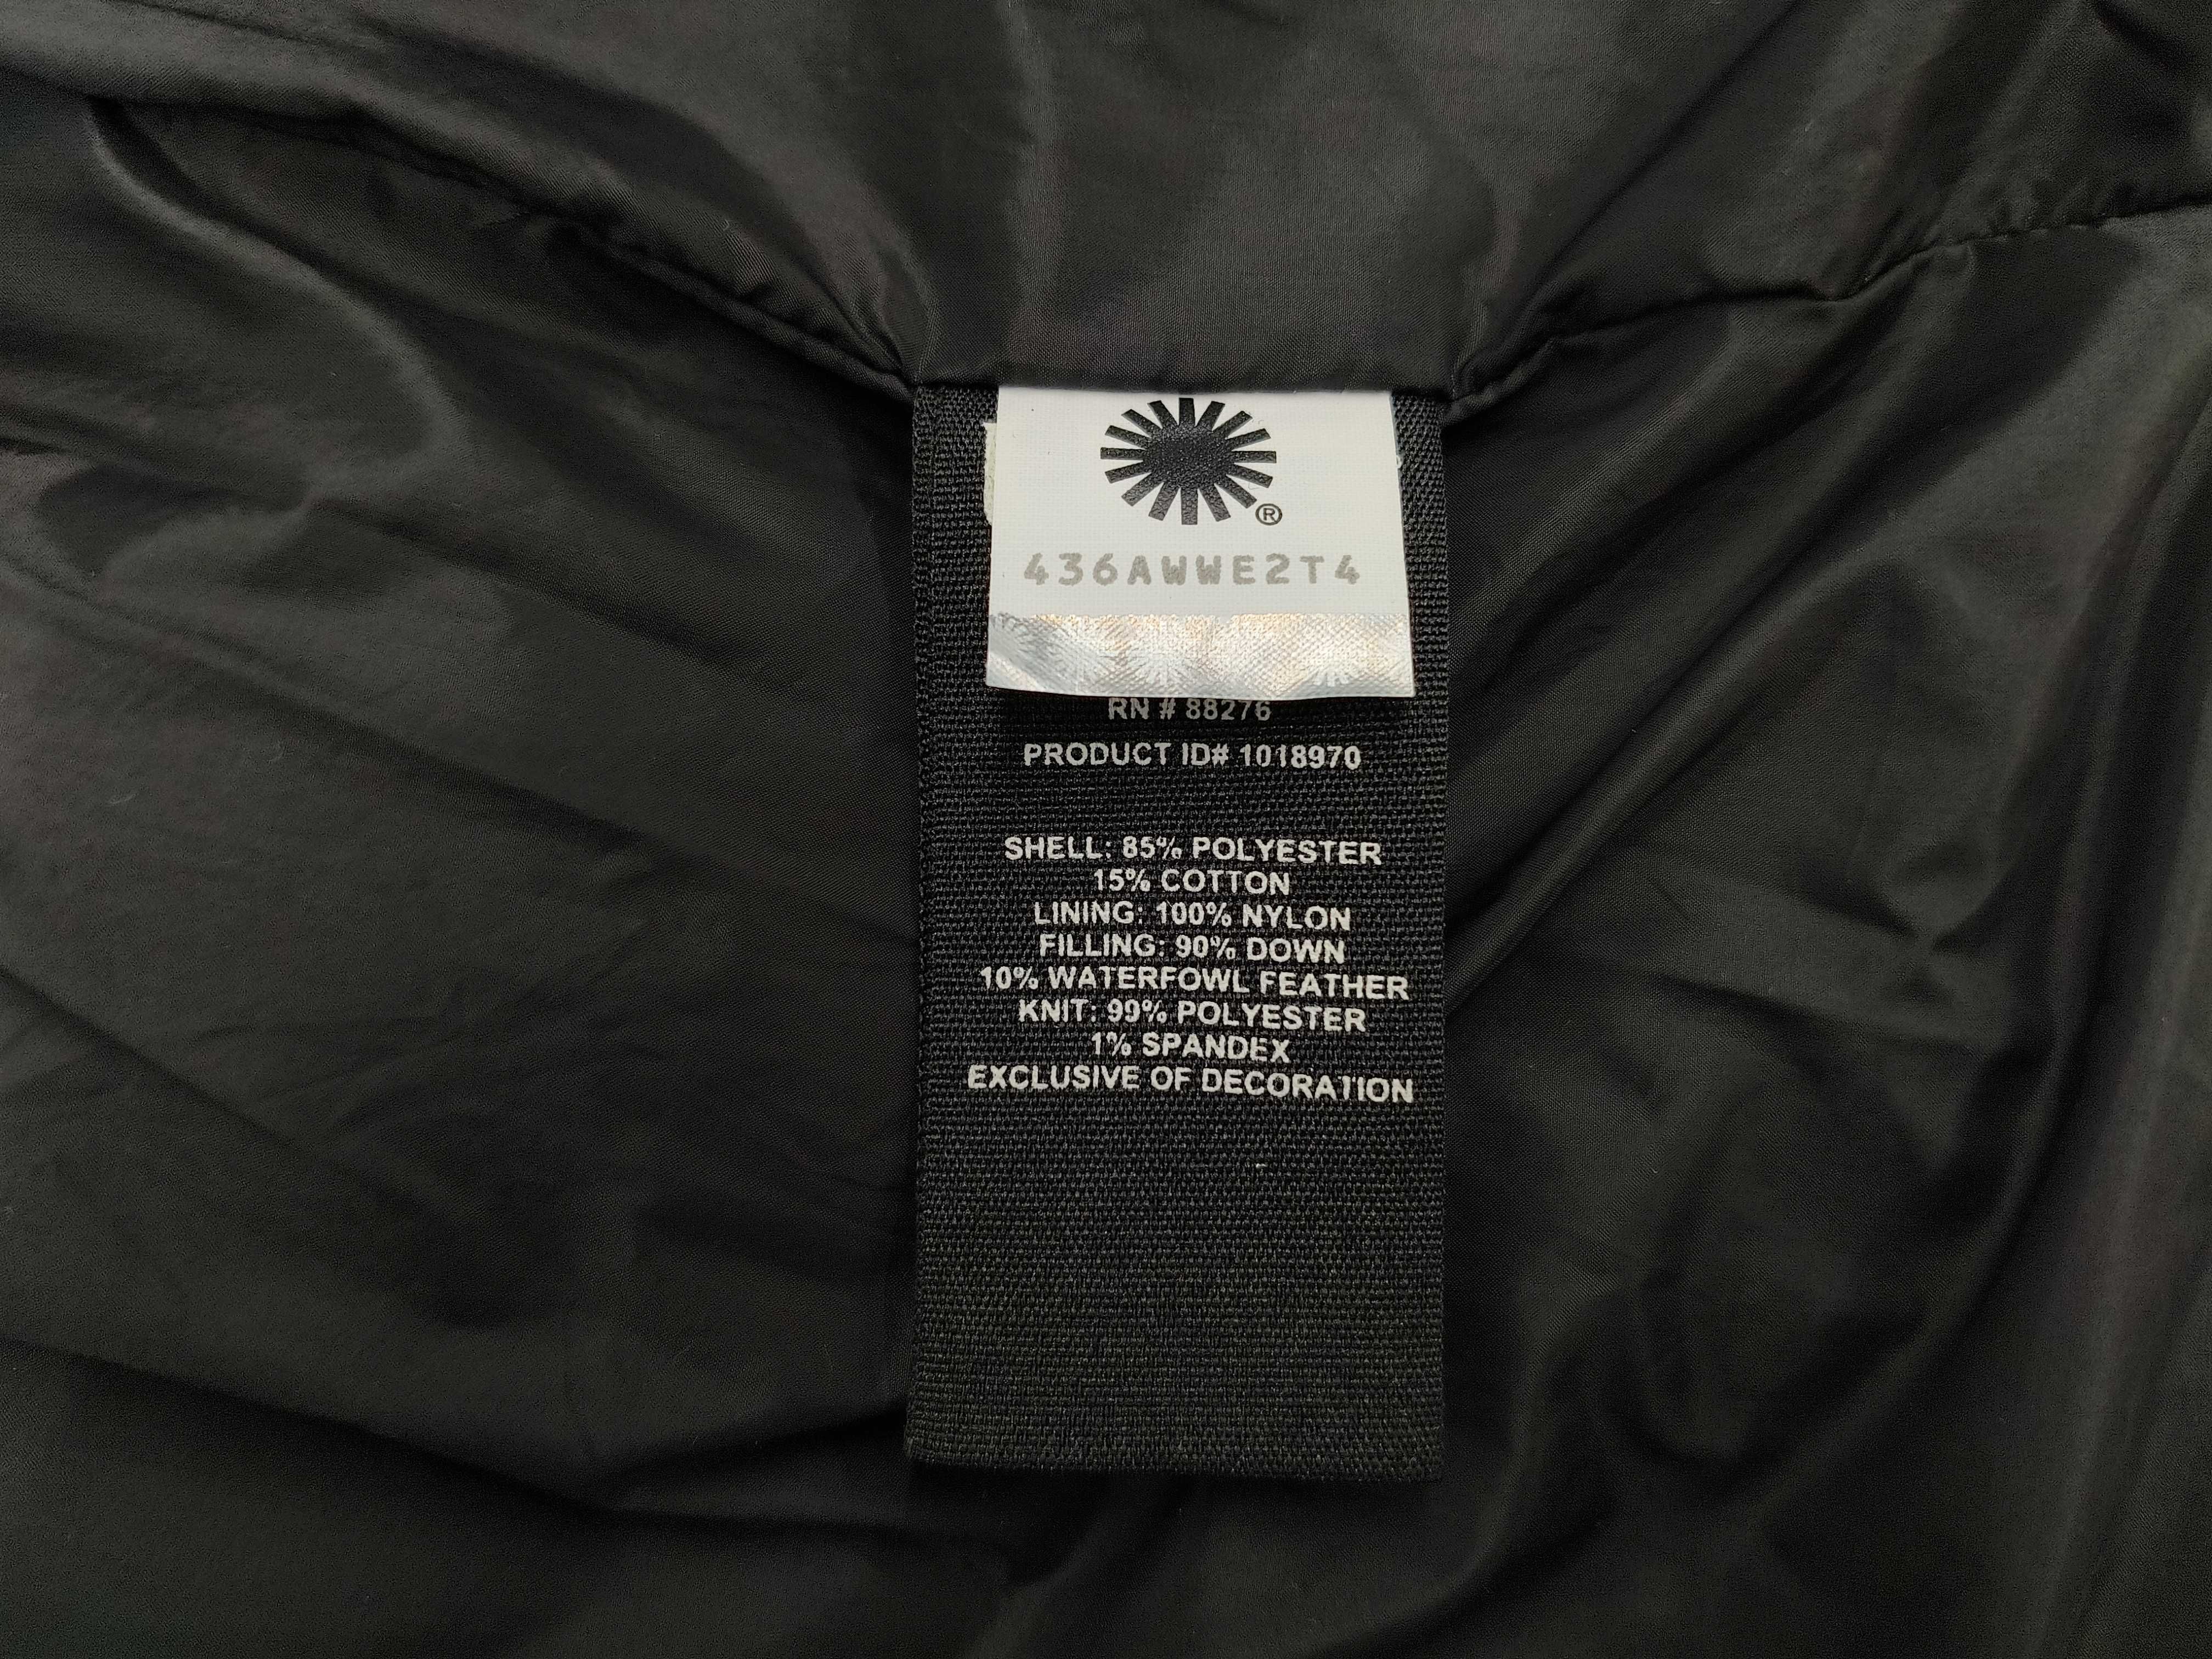 ®
436AWWE2T4
RN # 88276
PRODUCT ID# 1018970
SHELL: 85% POLYESTER
15% COTTON
LINING: 100% NYLON
FILLING: 90% DOWN
10% WATERFOWL FEATHER
KNIT: 99% POLYESTER
1% SPANDEX
EXCLUSIVE OF DECORATION